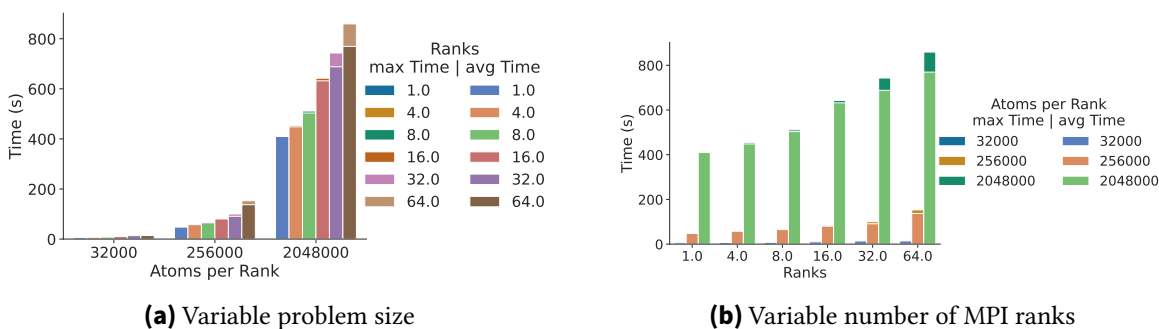 800
600
400
200
0
Time (s)
32000 256000 2048000
Atoms per Rank
Ranks
max Time | avg Time
1.0 1.0
4.0 4.0
8.0 8.0
16.0 16.0
32.0 32.0
64.0 64.0
(a) Variable problem size
800
600
400
200
0
Time (s)
1.0 4.0 8.0 16.0 32.0 64.0
Ranks
Atoms per Rank
max Time | avg Time
32000 32000
256000 256000
2048000 2048000
(b) Variable number of MPI ranks